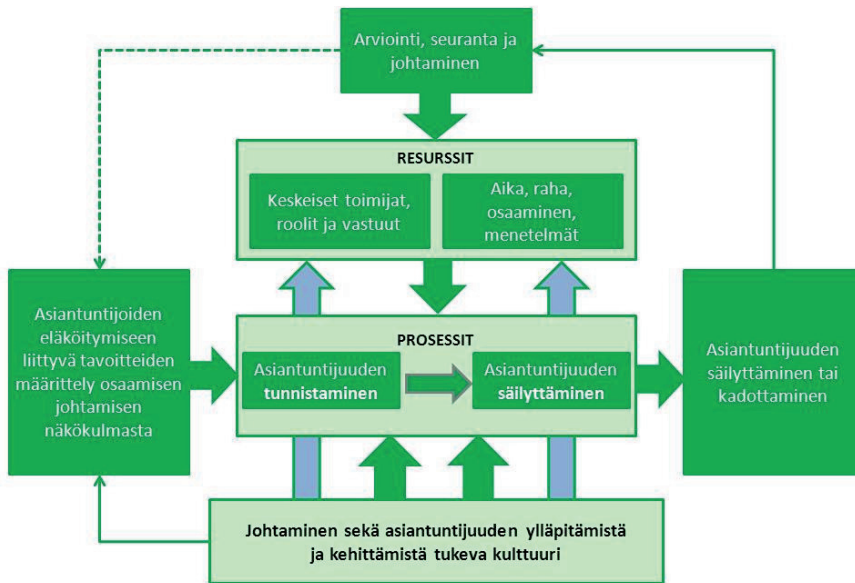 Arviointi, seuranta ja
johtaminen
RESURSSIT
Keskeiset toimijat,
roolit ja vastuut
Aika, raha,
osaaminen,
menetelmät
Asiantuntijoiden
eläköitymiseen
liittyvä tavoitteiden
määrittely osaamisen
johtamisen
näkökulmasta
PROSESSIT
Asiantuntijuuden
tunnistaminen
Asiantuntijuuden
säilyttäminen
Asiantuntijuuden
säilyttäminen tai
kadottaminen
Johtaminen sekä asiantuntijuuden ylläpitämistä
ja kehittämistä tukeva kulttuuri